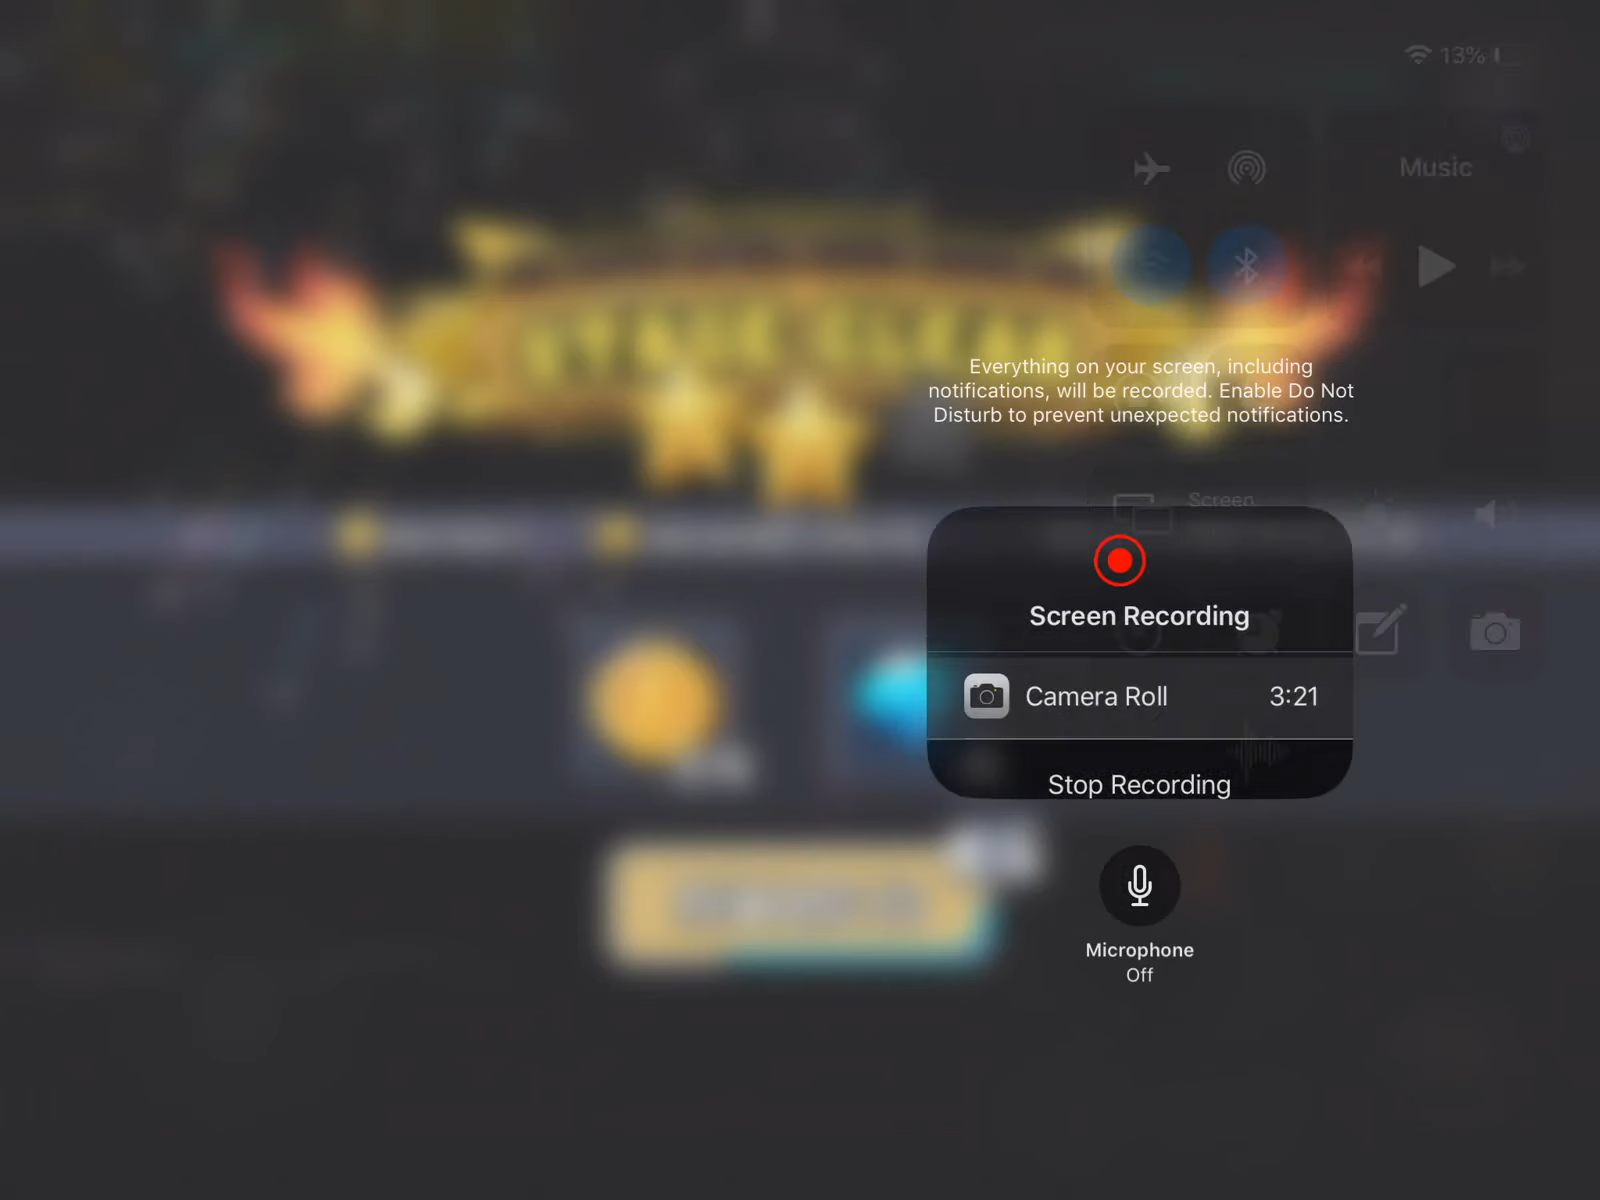 13%
Music
Everything on your screen, including
notifications, will be recorded. Enable Do Not
Disturb to prevent unexpected notifications.
Screen
Screen Recording
Camera Roll 3:21
Stop Recording
Microphone
Off